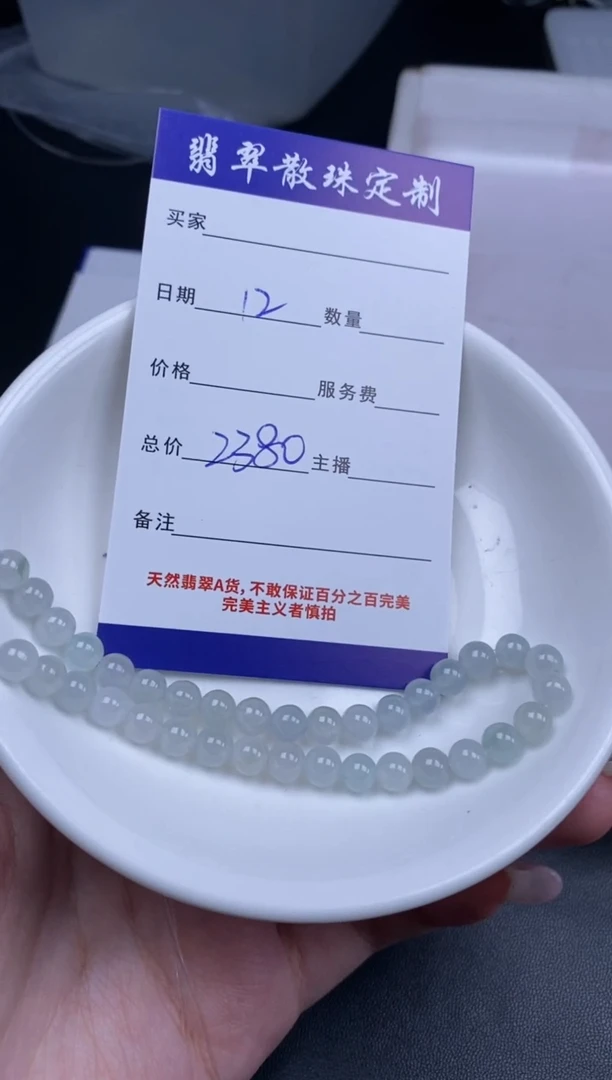 翡翠散珠定制
买家
日期 12 数量
价格 服务费
总价 2380 主播
备注
天然翡翠A货，不敢保证百分之百完美
完美主义者慎拍